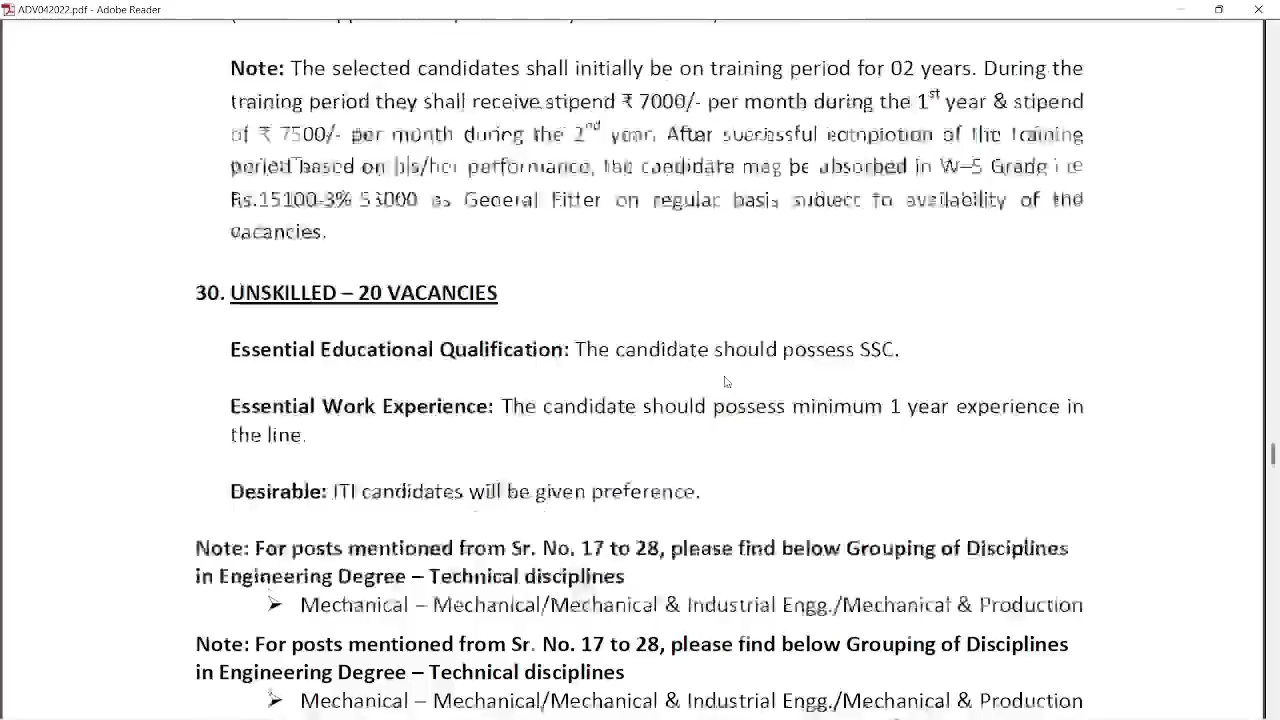 ADV042022.pdf - Adobe Reader
Note: The selected candidates shall initially be on training period for 02 years. During the
training period they shall receive stipend ₹ 7000/- per month during the 1st year & stipend
of ₹ 7500/- per month during the 2nd year. After successful completion of the training
period based on his/her performance, the candidate may be absorbed in W-5 Grade i e
Rs.15100-3% 53000 as General Fitter on regular basis subject to availability of the
vacancies.
30. UNSKILLED – 20 VACANCIES
Essential Educational Qualification: The candidate should possess SSC.
Essential Work Experience: The candidate should possess minimum 1 year experience in
the line.
Desirable: ITI candidates will be given preference.
Note: For posts mentioned from Sr. No. 17 to 28, please find below Grouping of Disciplines
in Engineering Degree – Technical disciplines
➢ Mechanical – Mechanical/Mechanical & Industrial Engg./Mechanical & Production
Note: For posts mentioned from Sr. No. 17 to 28, please find below Grouping of Disciplines
in Engineering Degree – Technical disciplines
➢ Mechanical – Mechanical/Mechanical & Industrial Engg./Mechanical & Production